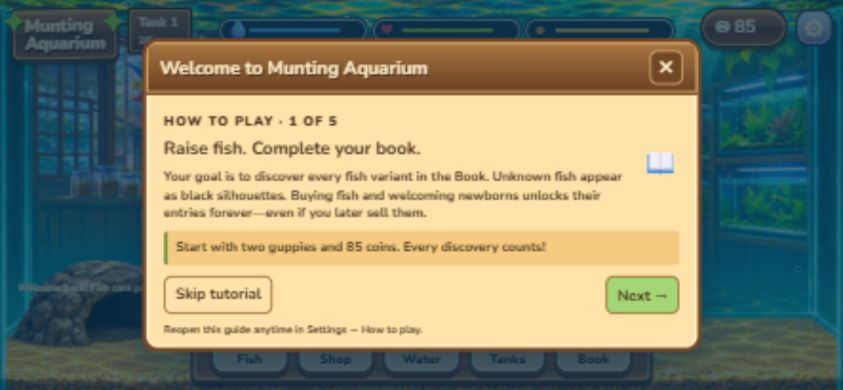 Munting
Aquarium
Tank 1
85
Welcome to Munting Aquarium
HOW TO PLAY · 1 OF 5
Raise fish. Complete your book.
Your goal is to discover every fish variant in the Book. Unknown fish appear
as black silhouettes. Buying fish and welcoming newborns unlocks their
entries forever—even if you later sell them.
Start with two guppies and 85 coins. Every discovery counts!
Welcome back! Fish care
Skip tutorial
Next →
Reopen this guide anytime in Settings — How to play.
Fish
Shop
Water
Tanks
Book